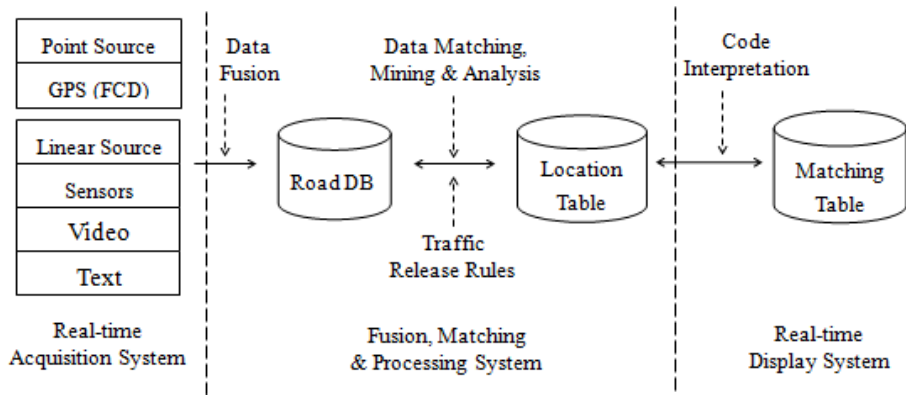 Point Source
GPS (FCD)
Linear Source
Sensors
Video
Text
Real-time
Acquisition System
Data
Fusion
Road DB
Data Matching,
Mining & Analysis
Traffic
Release Rules
Location
Table
Fusion, Matching
& Processing System
Code
Interpretation
Matching
Table
Real-time
Display System